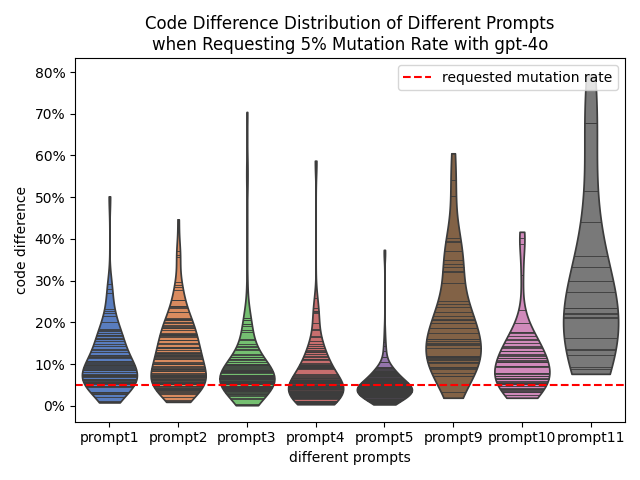 Code Difference Distribution of Different Prompts
when Requesting 5% Mutation Rate with gpt-4o
requested mutation rate
code difference
80%
70%
60%
50%
40%
30%
20%
10%
0%
prompt1 prompt2 prompt3 prompt4 prompt5 prompt9 prompt10 prompt11
different prompts